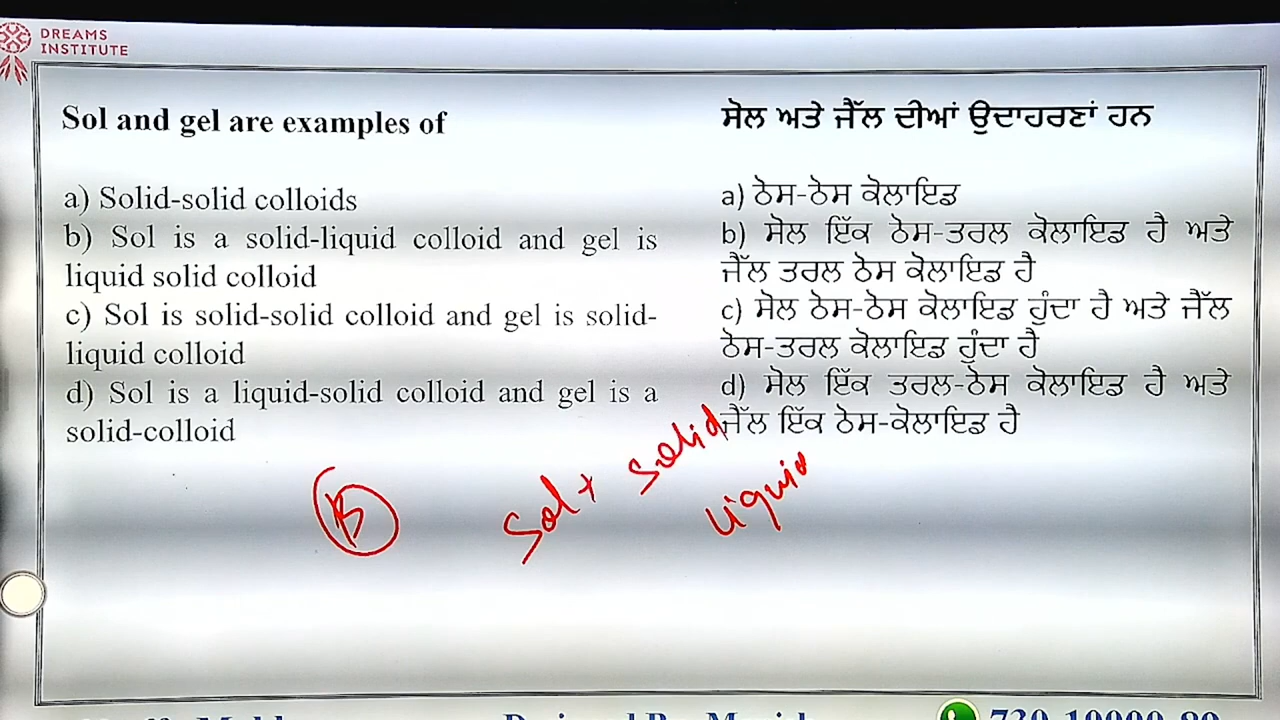 DREAMS
INSTITUTE
Sol and gel are examples of
a) Solid-solid colloids
b) Sol is a solid-liquid colloid and gel is
liquid solid colloid
c) Sol is solid-solid colloid and gel is solid-
liquid colloid
d) Sol is a liquid-solid colloid and gel is a
solid-colloid
ਸੋਲ ਅਤੇ ਜੈੱਲ ਦੀਆਂ ਉਦਾਹਰਣਾਂ ਹਨ
a) ਠੋਸ-ਠੋਸ ਕੋਲਾਇਡ
b) ਸੋਲ ਇੱਕ ਠੋਸ-ਤਰਲ ਕੋਲਾਇਡ ਹੈ ਅਤੇ
ਜੈੱਲ ਤਰਲ ਠੋਸ ਕੋਲਾਇਡ ਹੈ
c) ਸੋਲ ਠੋਸ-ਠੋਸ ਕੋਲਾਇਡ ਹੁੰਦਾ ਹੈ ਅਤੇ ਜੈੱਲ
ਠੋਸ-ਤਰਲ ਕੋਲਾਇਡ ਹੁੰਦਾ ਹੈ
d) ਸੋਲ ਇੱਕ ਤਰਲ-ਠੋਸ ਕੋਲਾਇਡ ਹੈ ਅਤੇ
ਜੈੱਲ ਇੱਕ ਠੋਸ-ਕੋਲਾਇਡ ਹੈ
B
Sol + Solid
liquid